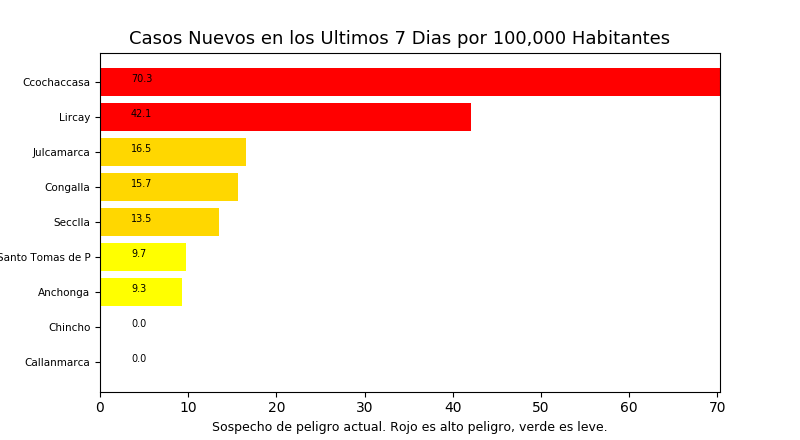 Casos Nuevos en los Ultimos 7 Dias por 100,000 Habitantes
Ccochaccasa 70.3
Lircay 42.1
Julcamarca 16.5
Congalla 15.7
Secclla 13.5
Santo Tomas de P 9.7
Anchonga 9.3
Chincho 0.0
Callanmarca 0.0
0 10 20 30 40 50 60 70
Sospecho de peligro actual. Rojo es alto peligro, verde es leve.